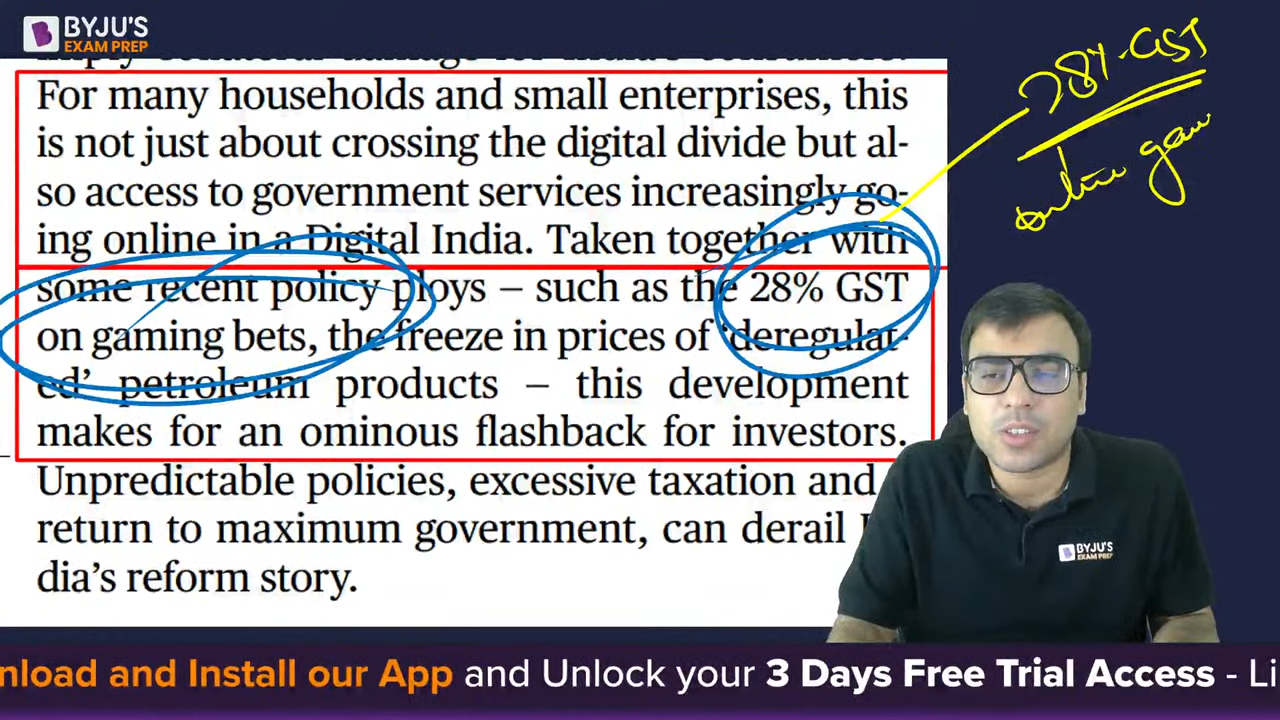 BYJU'S
EXAM PREP
28% GST
online gam
For many households and small enterprises, this
is not just about crossing the digital divide but al-
so access to government services increasingly go-
ing online in a Digital India. Taken together with
some recent policy ploys – such as the 28% GST
on gaming bets, the freeze in prices of 'deregulat-
ed' petroleum products – this development
makes for an ominous flashback for investors.
Unpredictable policies, excessive taxation and
return to maximum government, can derail
dia's reform story.
BYJU'S
EXAM PREP
nload and Install our App and Unlock your 3 Days Free Trial Access - Li